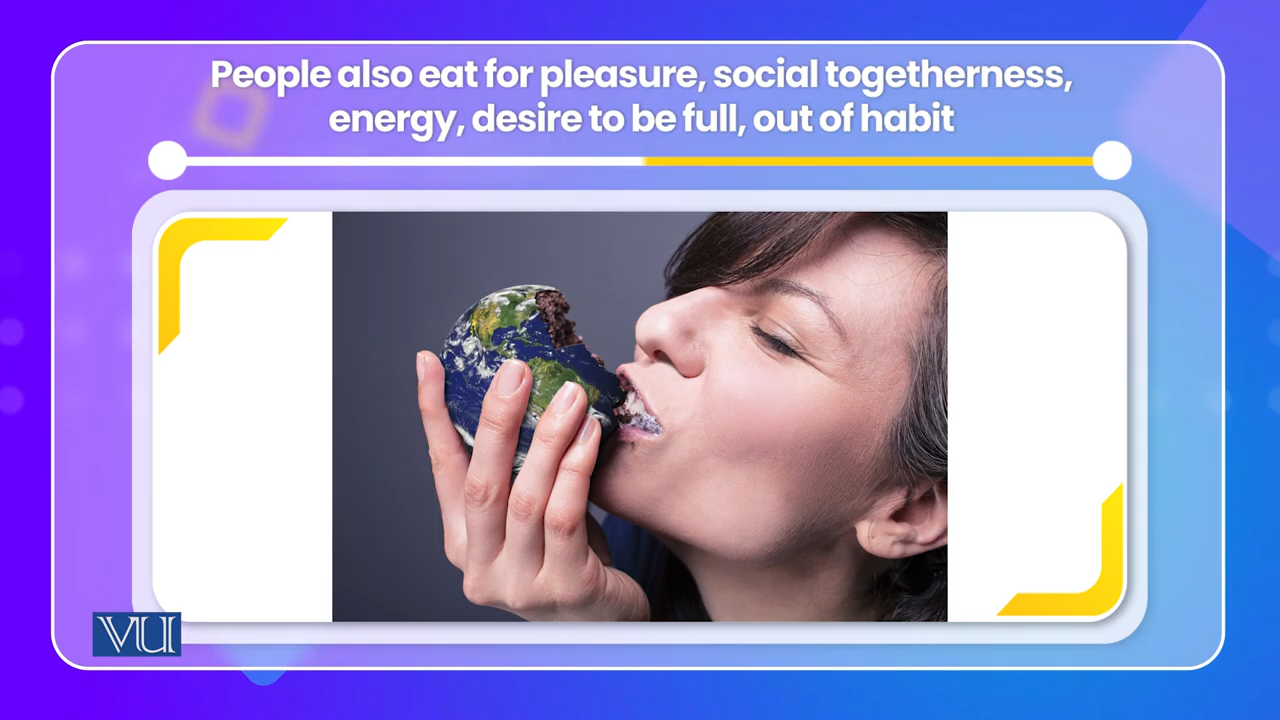 People also eat for pleasure, social togetherness,
energy, desire to be full, out of habit
VU